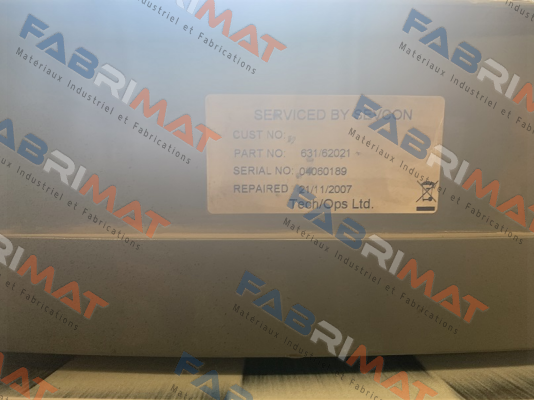 SERVICED BY SEVCON
CUST NO:
PART NO: 631/62021
SERIAL NO: 04060189
REPAIRED 21/11/2007
Tech/Ops Ltd.
FABRIMAT
Materiaux Industriel et Fabrications